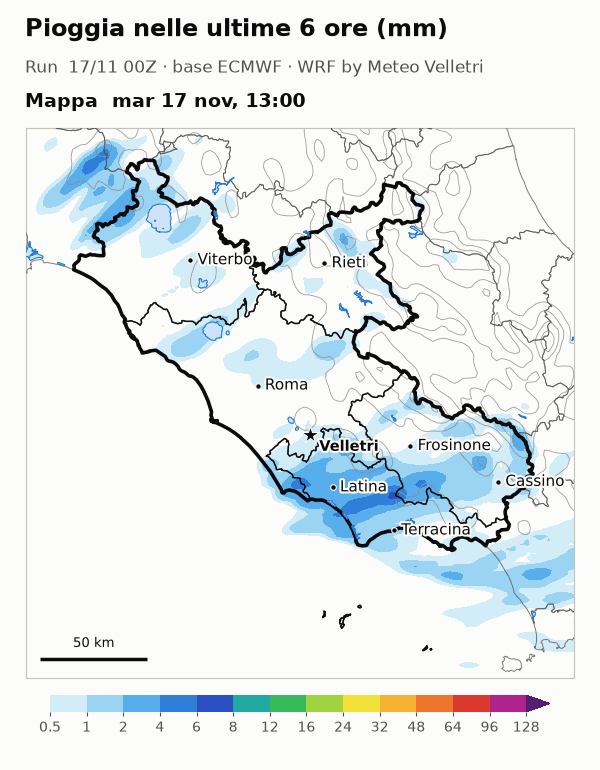 Pioggia nelle ultime 6 ore (mm)
Run  17/11 00Z · base ECMWF · WRF by Meteo Velletri
Mappa  mar 17 nov, 13:00
Viterbo
Rieti
Roma
Velletri
Frosinone
Latina
Cassino
Terracina
50 km
0.5 1 2 4 6 8 12 16 24 32 48 64 96 128